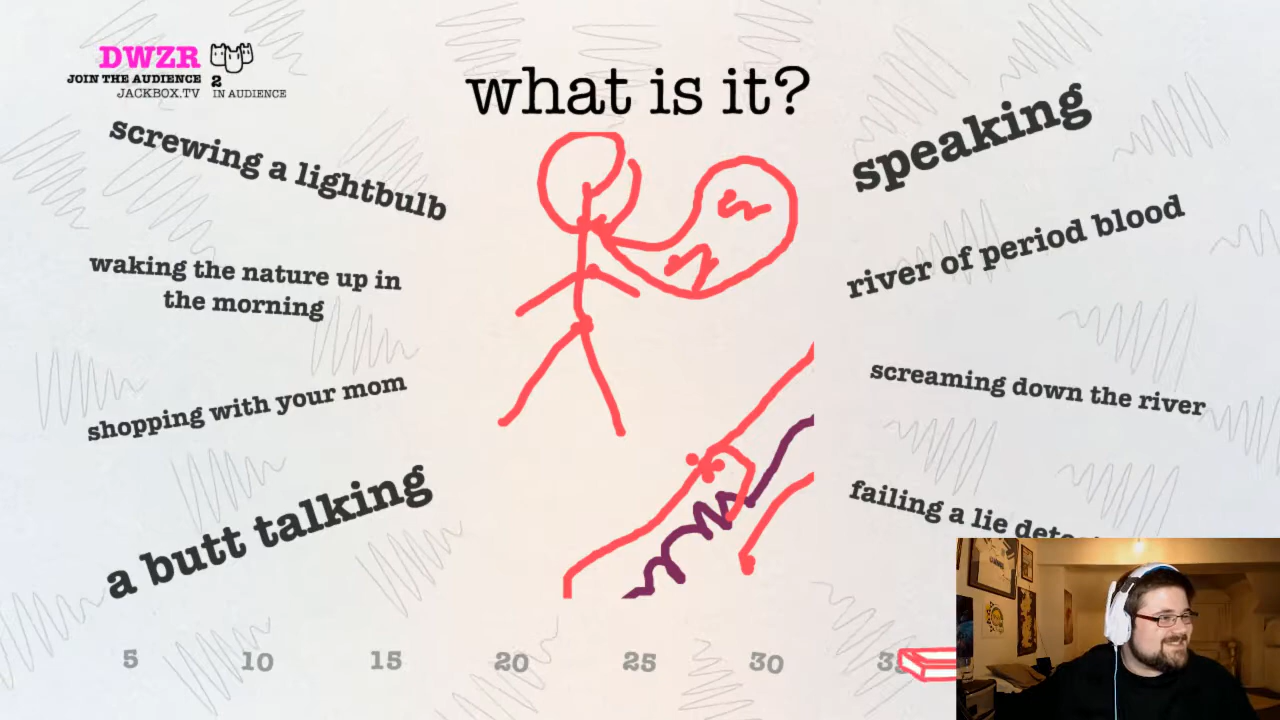 DWZR
JOIN THE AUDIENCE 2
JACKBOX.TV IN AUDIENCE
what is it?
screwing a lightbulb
speaking
waking the nature up in
the morning
river of period blood
shopping with your mom
screaming down the river
a butt talking
failing a lie
5 10 15 20 25 30